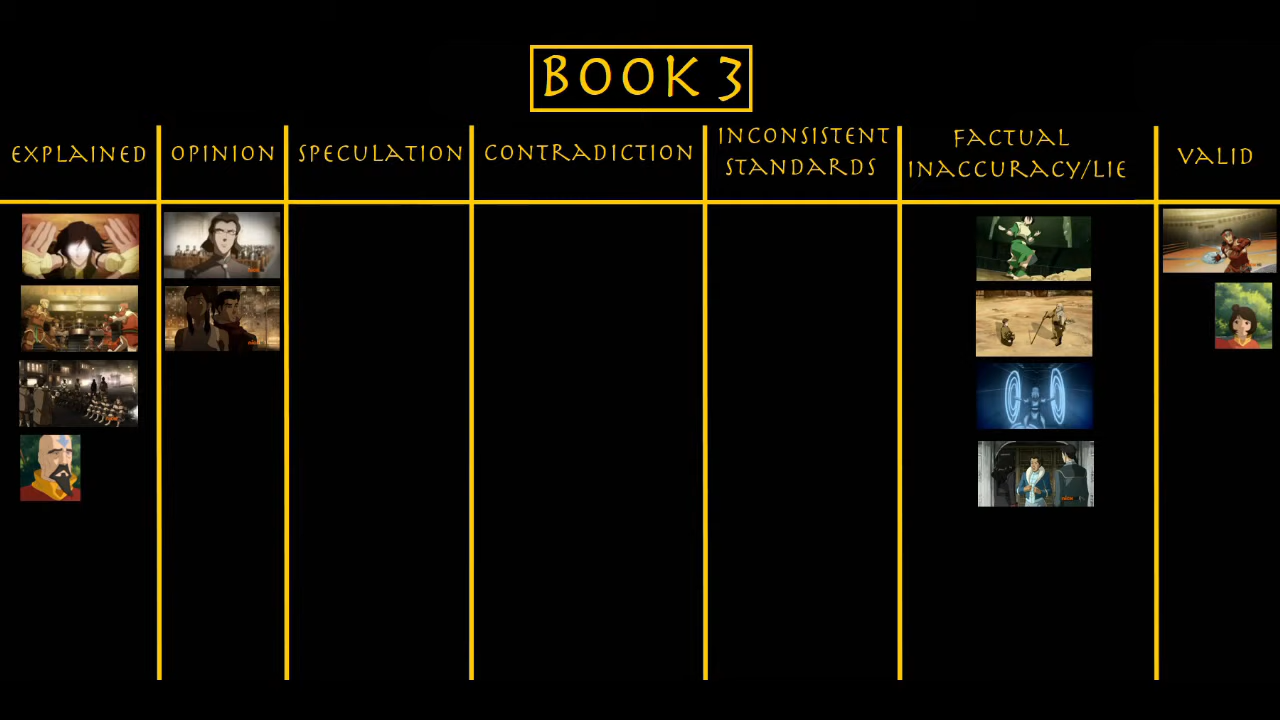 BOOK 3
EXPLAINED
OPINION
SPECULATION
CONTRADICTION
INCONSISTENT
STANDARDS
FACTUAL
INACCURACY/LIE
VALID